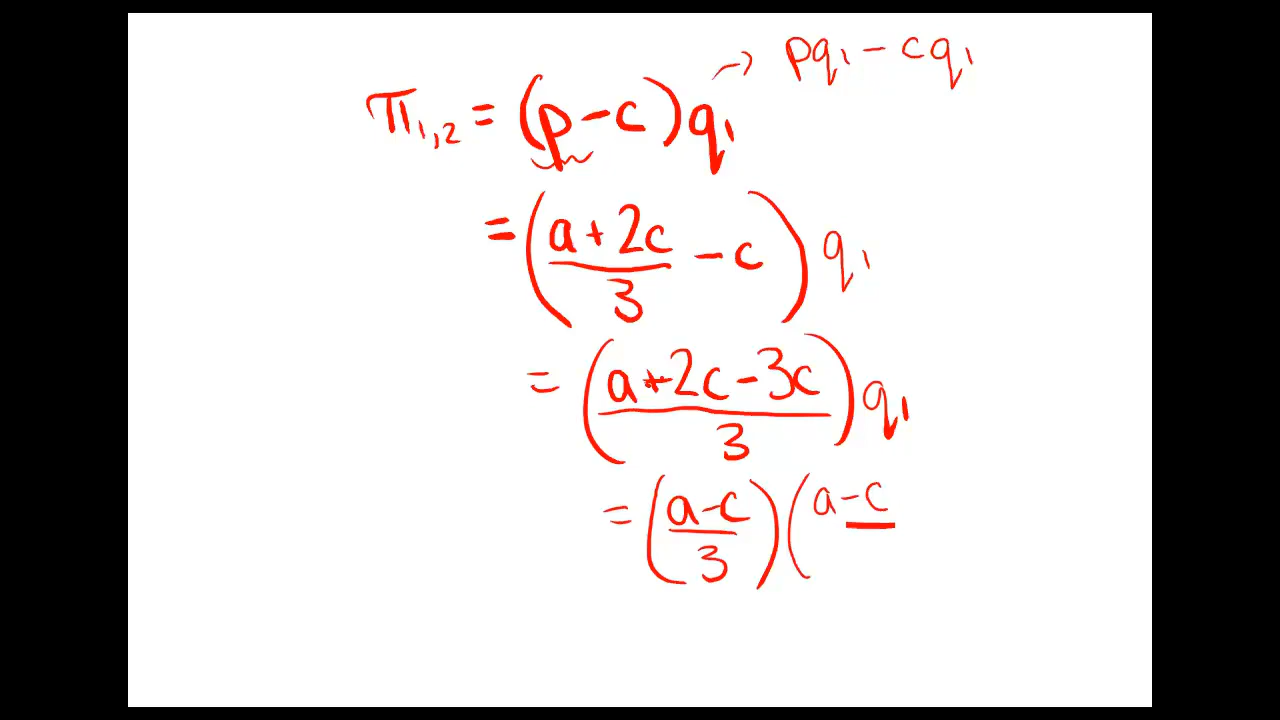 π₁,₂ = (p - c)q₁ → pq₁ - cq₁
= ((a + 2c)/3 - c) q₁
= ((a + 2c - 3c)/3) q₁
= ((a - c)/3) (a - c